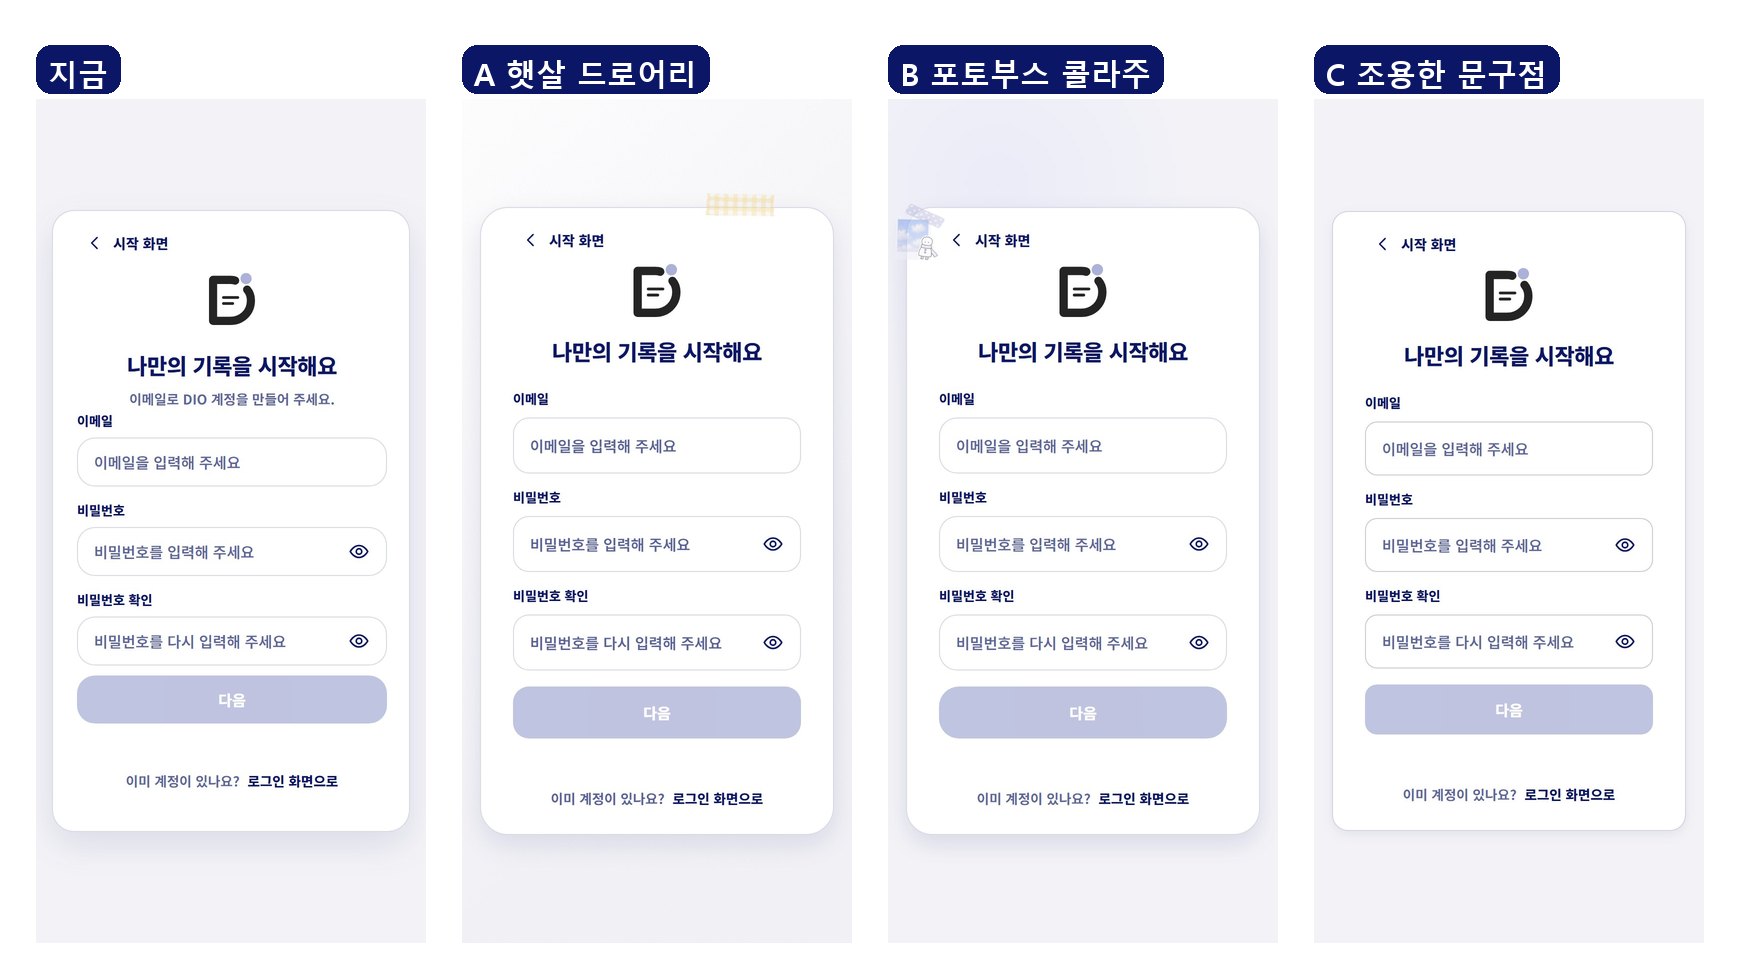 지금
시작 화면
나만의 기록을 시작해요
이메일로 DIO 계정을 만들어 주세요.
이메일
이메일을 입력해 주세요
비밀번호
비밀번호를 입력해 주세요
비밀번호 확인
비밀번호를 다시 입력해 주세요
다음
이미 계정이 있나요? 로그인 화면으로
A 햇살 드로어리
시작 화면
나만의 기록을 시작해요
이메일
이메일을 입력해 주세요
비밀번호
비밀번호를 입력해 주세요
비밀번호 확인
비밀번호를 다시 입력해 주세요
다음
이미 계정이 있나요? 로그인 화면으로
B 포토부스 콜라주
시작 화면
나만의 기록을 시작해요
이메일
이메일을 입력해 주세요
비밀번호
비밀번호를 입력해 주세요
비밀번호 확인
비밀번호를 다시 입력해 주세요
다음
이미 계정이 있나요? 로그인 화면으로
C 조용한 문구점
시작 화면
나만의 기록을 시작해요
이메일
이메일을 입력해 주세요
비밀번호
비밀번호를 입력해 주세요
비밀번호 확인
비밀번호를 다시 입력해 주세요
다음
이미 계정이 있나요? 로그인 화면으로